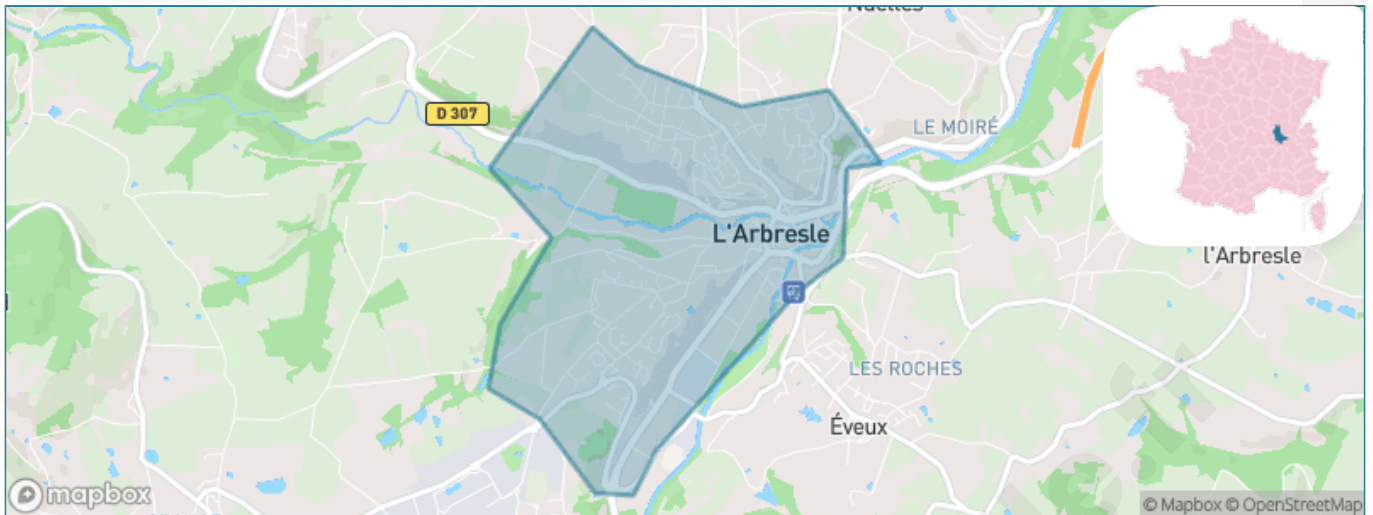 Nuelles
D 307
LE MOIRÉ
L'Arbresle
l'Arbresle
LES ROCHES
Éveux
mapbox
© Mapbox © OpenStreetMap